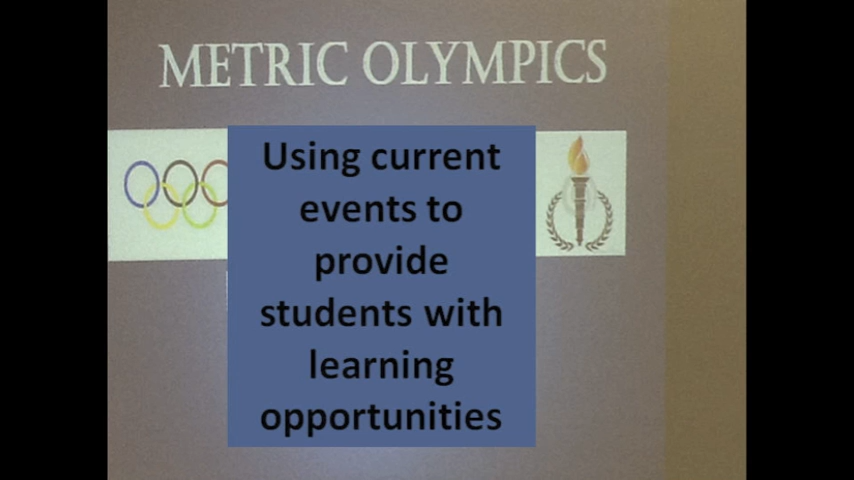 METRIC OLYMPICS
Using current
events to
provide
students with
learning
opportunities